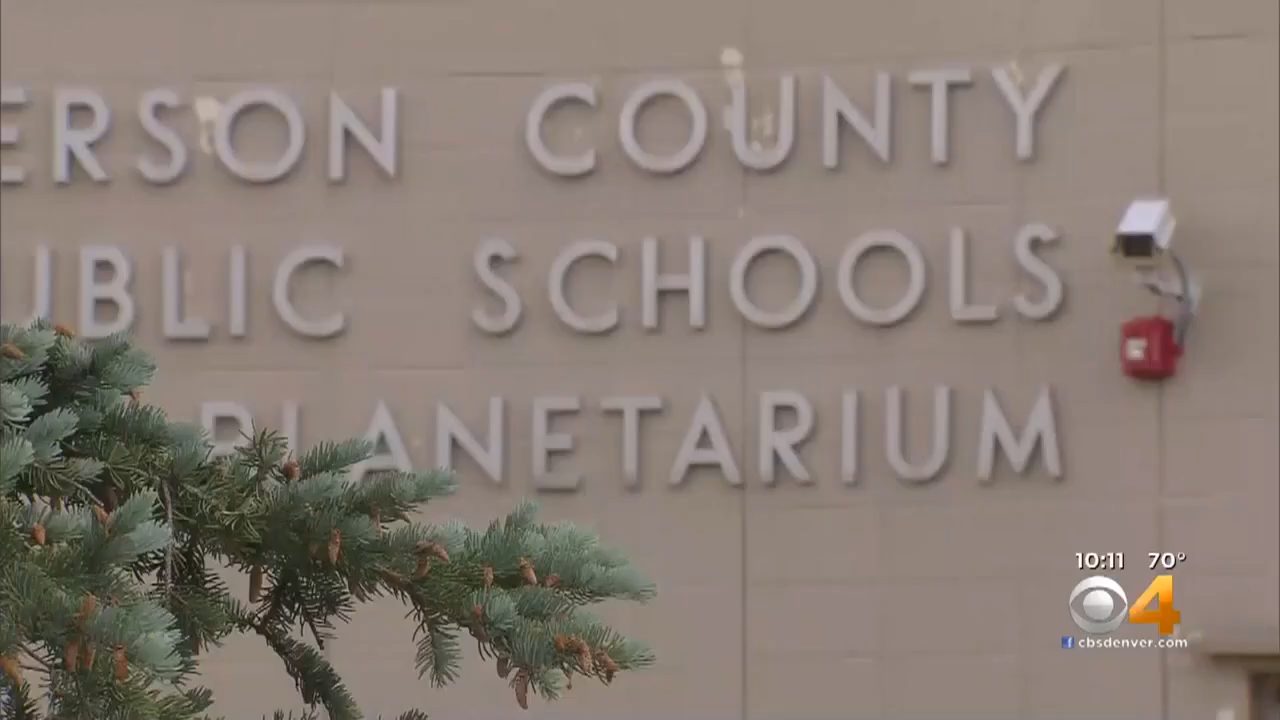 ERSON COUNTY
UBLIC SCHOOLS
PLANETARIUM
10:11 70°
4
f cbsdenver.com